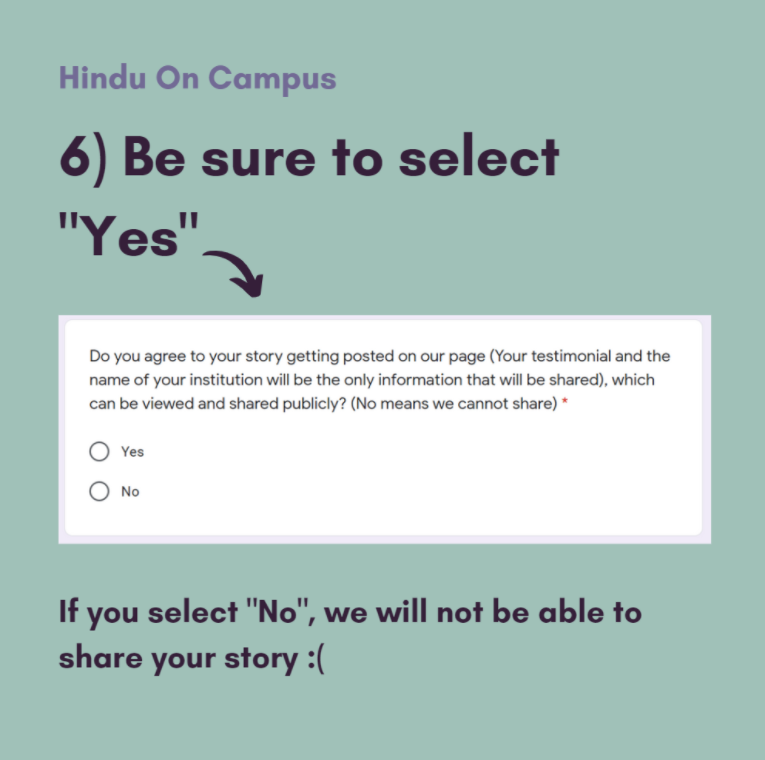 Hindu On Campus
6) Be sure to select
"Yes"
Do you agree to your story getting posted on our page (Your testimonial and the
name of your institution will be the only information that will be shared), which
can be viewed and shared publicly? (No means we cannot share) *
Yes
No
If you select "No", we will not be able to
share your story :(